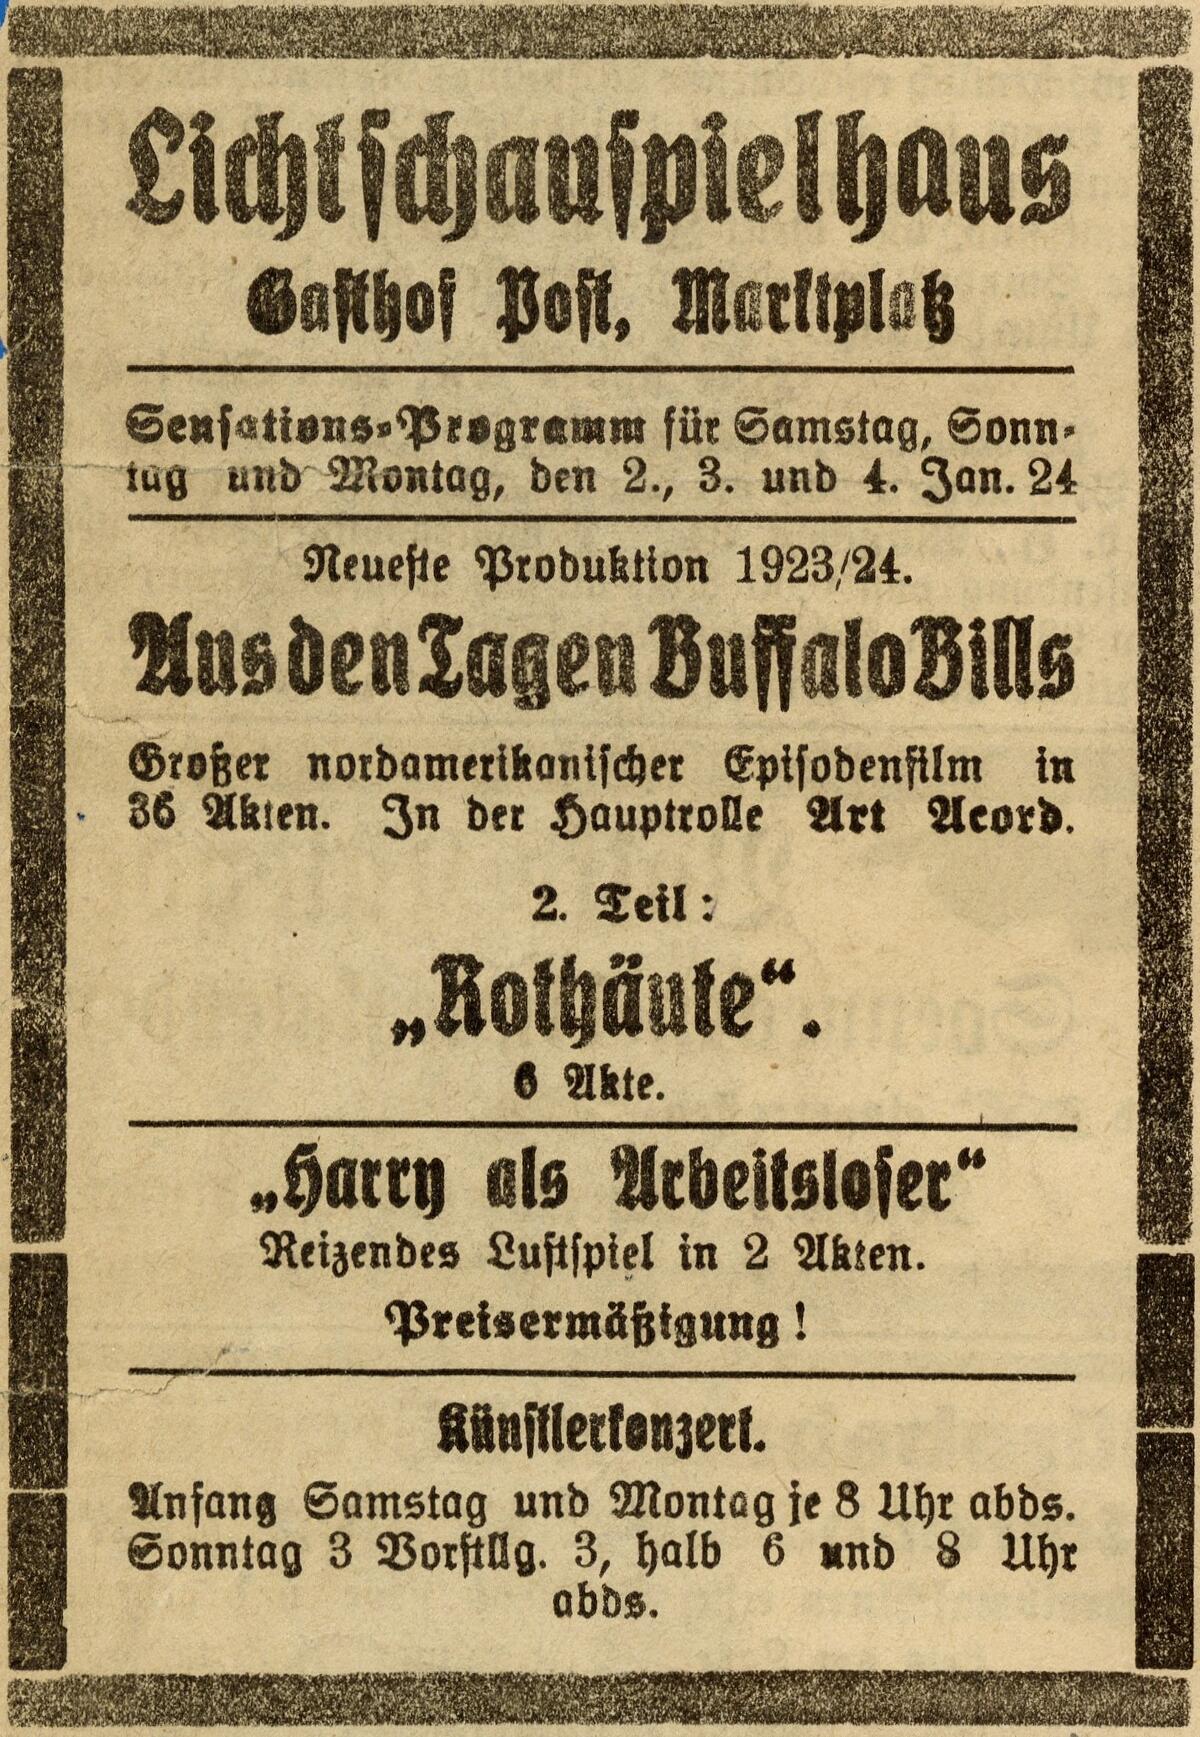 Lichtschauspielhaus
Gasthof Post, Marktplatz
Sensations-Programm für Samstag, Sonn-
tag und Montag, den 2., 3. und 4. Jan. 24
Neueste Produktion 1923/24.
Aus den Tagen Buffalo Bills
Großer nordamerikanischer Episodenfilm in
36 Akten. In der Hauptrolle Art Acord.
2. Teil:
„Rothäute“.
6 Akte.
„Harry als Arbeitsloser“
Reizendes Lustspiel in 2 Akten.
Preisermäßigung!
Künstlerkonzert.
Anfang Samstag und Montag je 8 Uhr abds.
Sonntag 3 Vorstllg. 3, halb 6 und 8 Uhr
abds.